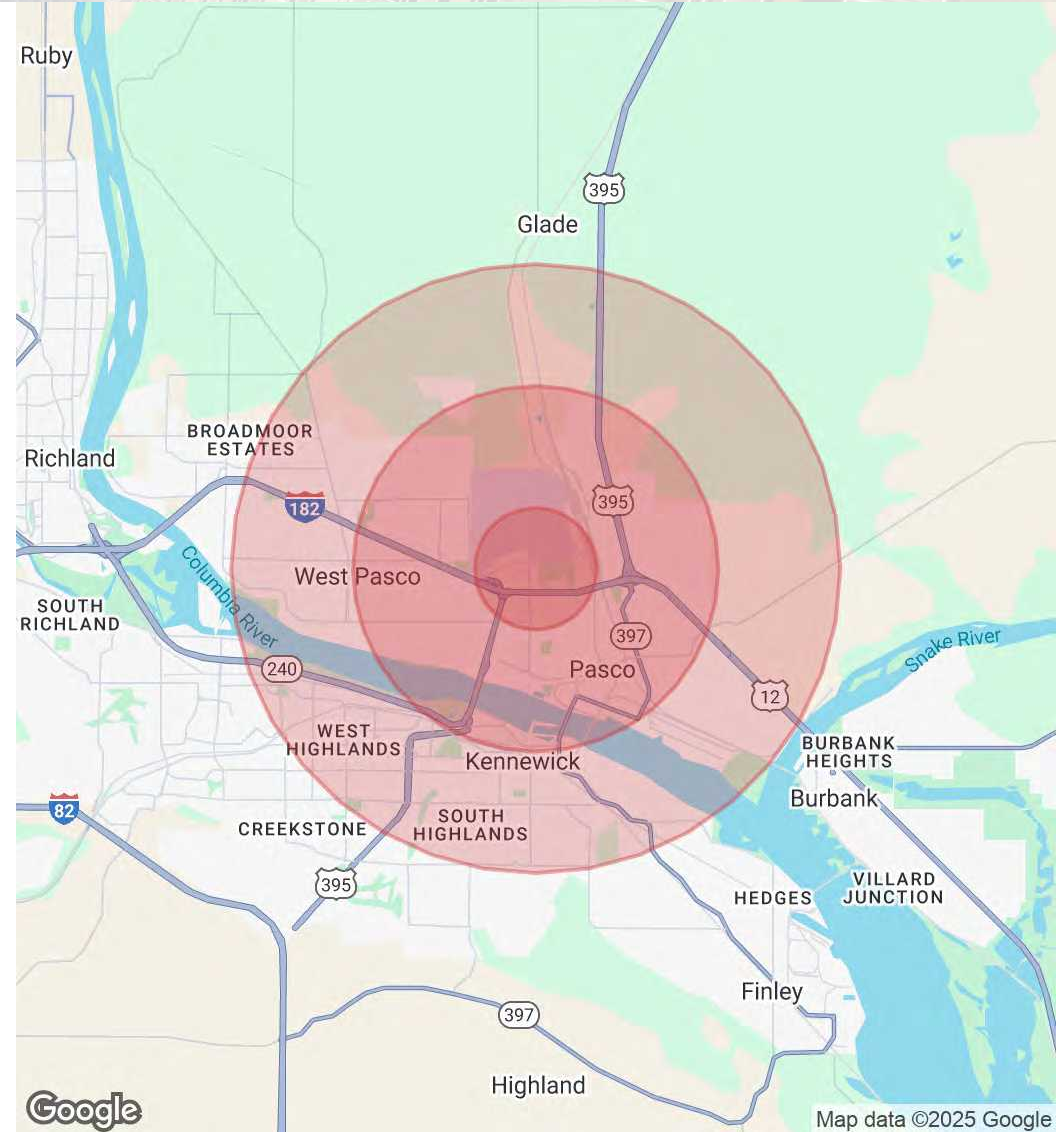 Ruby
395
Glade
BROADMOOR
ESTATES
Richland
182
395
West Pasco
Columbia River
SOUTH
RICHLAND
397
Snake River
240
Pasco
12
WEST
HIGHLANDS
BURBANK
HEIGHTS
Kennewick
82
Burbank
CREEKSTONE
SOUTH
HIGHLANDS
395
VILLARD
JUNCTION
HEDGES
Finley
397
Highland
Google
Map data ©2025 Google